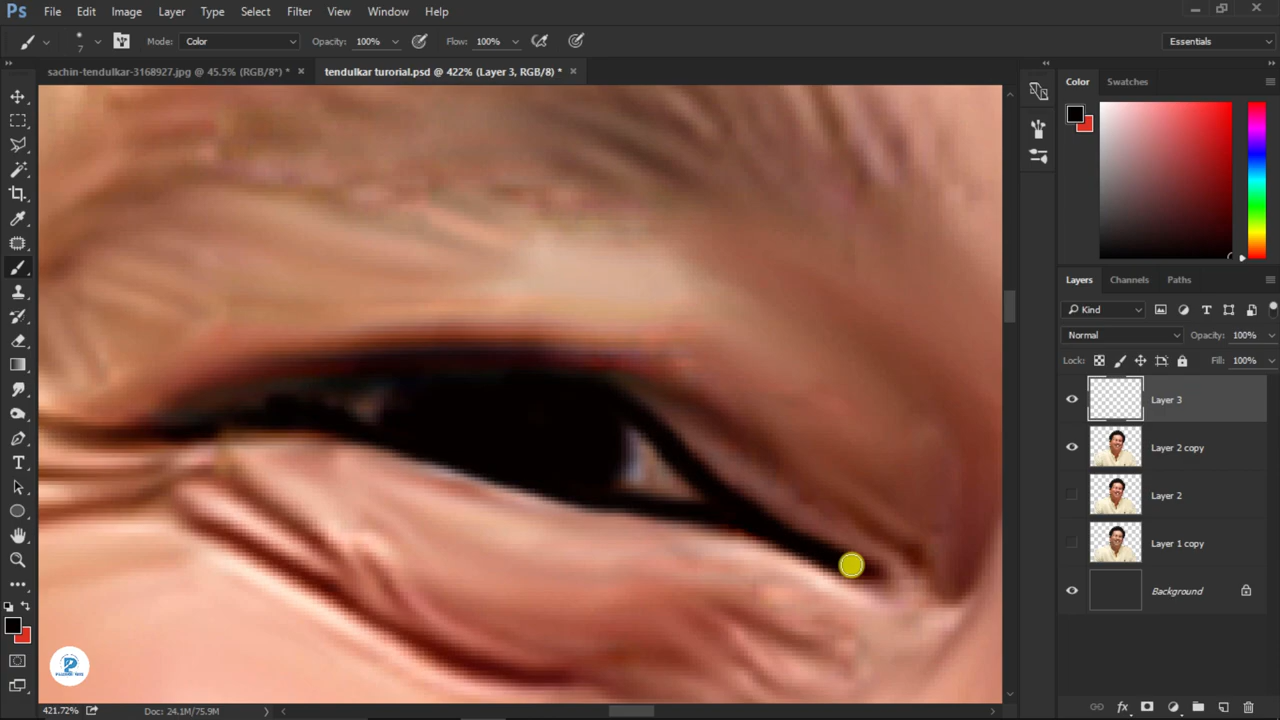 Ps File Edit Image Layer Type Select Filter View Window Help
7 Mode: Color Opacity: 100% Flow: 100% Essentials
sachin-tendulkar-3168927.jpg @ 45.5% (RGB/8*) * × tendulkar turorial.psd @ 422% (Layer 3, RGB/8) * ×
Color Swatches
Layers Channels Paths
Kind
Normal Opacity: 100%
Lock: Fill: 100%
Layer 3
Layer 2 copy
Layer 2
Layer 1 copy
Background
421.72% Doc: 24.1M/75.9M